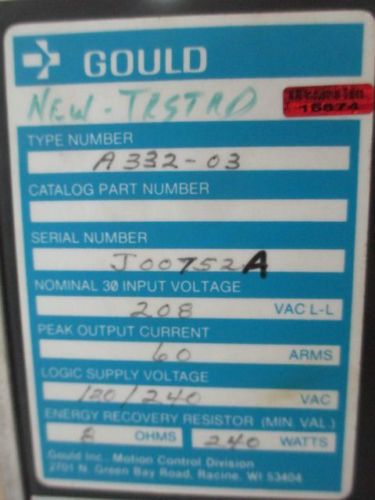 GOULD
NEW-TRSTRD
15874
TYPE NUMBER
A332-03
CATALOG PART NUMBER
SERIAL NUMBER
J00752A
NOMINAL 3Ø INPUT VOLTAGE
208 VAC L-L
PEAK OUTPUT CURRENT
60 ARMS
LOGIC SUPPLY VOLTAGE
120/240 VAC
ENERGY RECOVERY RESISTOR (MIN. VAL)
8 OHMS 240 WATTS
Gould Inc., Motion Control Division
2701 N. Green Bay Road, Racine, WI 53404